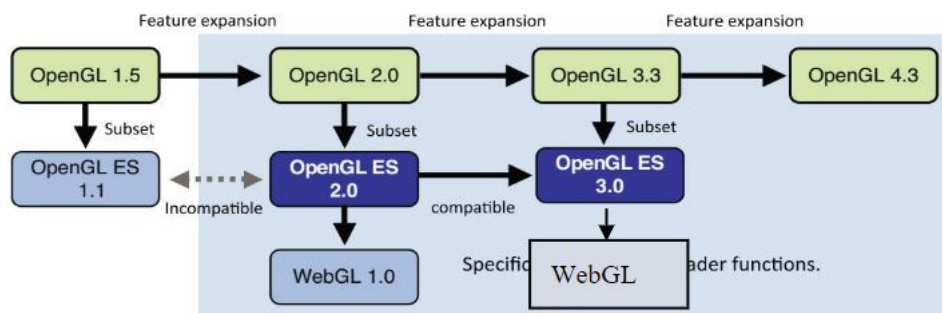 Feature expansion Feature expansion Feature expansion
OpenGL 1.5 OpenGL 2.0 OpenGL 3.3 OpenGL 4.3
Subset Subset Subset
OpenGL ES
1.1
OpenGL ES
2.0
OpenGL ES
3.0
Incompatible compatible
WebGL 1.0
Specific
WebGL
ader functions.